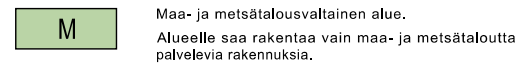 M
Maa- ja metsätalousvaltainen alue.
Alueelle saa rakentaa vain maa- ja metsätaloutta
palvelevia rakennuksia.